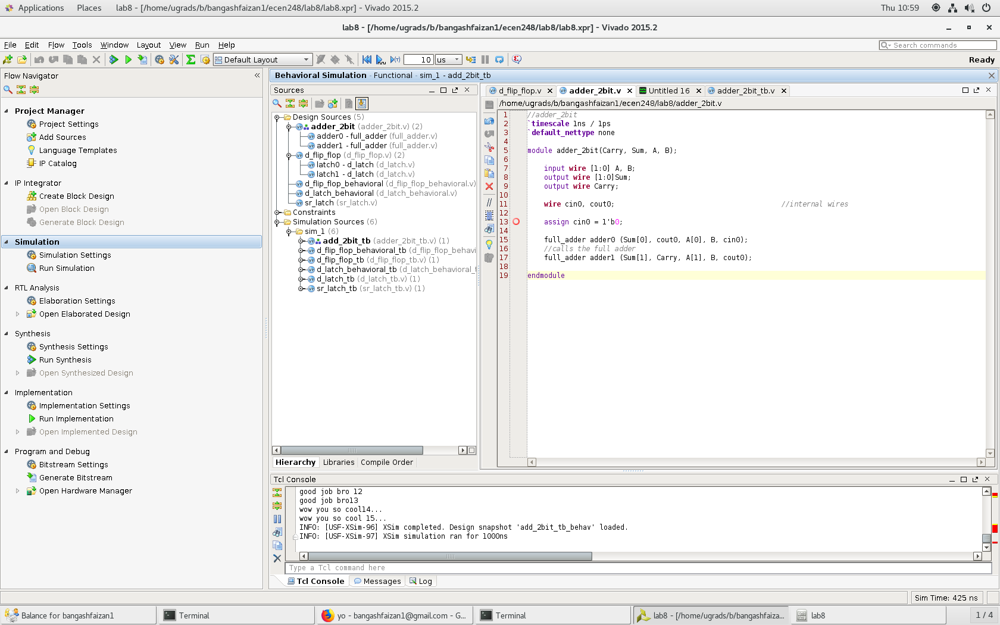 Applications Places lab8 - [/home/ugrads/b/bangashfaizan1/ecen248/lab8/lab8.xpr] - Vivado 2015.2 Thu 10:59
lab8 - [/home/ugrads/b/bangashfaizan1/ecen248/lab8/lab8.xpr] - Vivado 2015.2
File Edit Flow Tools Window Layout View Run Help
Search commands
Default Layout 10 us Ready
Flow Navigator
Project Manager
Project Settings
Add Sources
Language Templates
IP Catalog
IP Integrator
Create Block Design
Open Block Design
Generate Block Design
Simulation
Simulation Settings
Run Simulation
RTL Analysis
Elaboration Settings
Open Elaborated Design
Synthesis
Synthesis Settings
Run Synthesis
Open Synthesized Design
Implementation
Implementation Settings
Run Implementation
Open Implemented Design
Program and Debug
Bitstream Settings
Generate Bitstream
Open Hardware Manager
Behavioral Simulation - Functional - sim_1 - add_2bit_tb
Sources
Design Sources (5)
adder_2bit (adder_2bit.v) (2)
adder0 - full_adder (full_adder.v)
adder1 - full_adder (full_adder.v)
d_flip_flop (d_flip_flop.v) (2)
latch0 - d_latch (d_latch.v)
latch1 - d_latch (d_latch.v)
d_flip_flop_behavioral (d_flip_flop_behavioral.v)
d_latch_behavioral (d_latch_behavioral.v)
sr_latch (sr_latch.v)
Constraints
Simulation Sources (6)
sim_1 (6)
add_2bit_tb (adder_2bit_tb.v) (1)
d_flip_flop_behavioral_tb (d_flip_flop_behavi
d_flip_flop_tb (d_flip_flop_tb.v) (1)
d_latch_behavioral_tb (d_latch_behavioral_t
d_latch_tb (d_latch_tb.v) (1)
sr_latch_tb (sr_latch_tb.v) (1)
Hierarchy Libraries Compile Order
d_flip_flop.v adder_2bit.v Untitled 16 adder_2bit_tb.v
/home/ugrads/b/bangashfaizan1/ecen248/lab8/adder_2bit.v
1 //adder_2bit
2 `timescale 1ns / 1ps
3 `default_nettype none
4
5 module adder_2bit(Carry, Sum, A, B);
6
7 input wire [1:0] A, B;
8 output wire [1:0]Sum;
9 output wire Carry;
10
11 wire cin0, cout0; //internal wires
12
13 assign cin0 = 1'b0;
14
15 full_adder adder0 (Sum[0], cout0, A[0], B, cin0);
16 //calls the full adder
17 full_adder adder1 (Sum[1], Carry, A[1], B, cout0);
18
19 endmodule
Tcl Console
good job bro 12
good job bro13
wow you so cool14...
wow you so cool 15...
INFO: [USF-XSim-96] XSim completed. Design snapshot 'add_2bit_tb_behav' loaded.
INFO: [USF-XSim-97] XSim simulation ran for 1000ns
Type a Tcl command here
Tcl Console Messages Log
Sim Time: 425 ns
Balance for bangashfaizan1 Terminal yo - bangashfaizan1@gmail.com - G... Terminal lab8 - [/home/ugrads/b/bangashfaiza... lab8 1 / 4